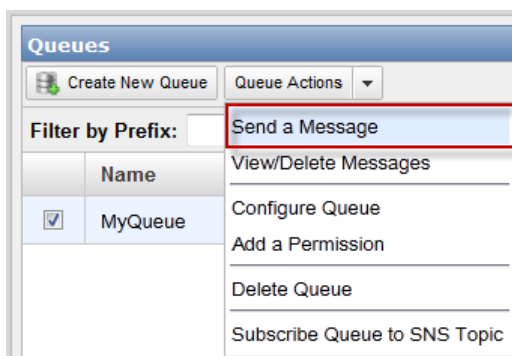 Queues
Create New Queue Queue Actions
Filter by Prefix: Send a Message
View/Delete Messages
Name
Configure Queue
MyQueue
Add a Permission
Delete Queue
Subscribe Queue to SNS Topic